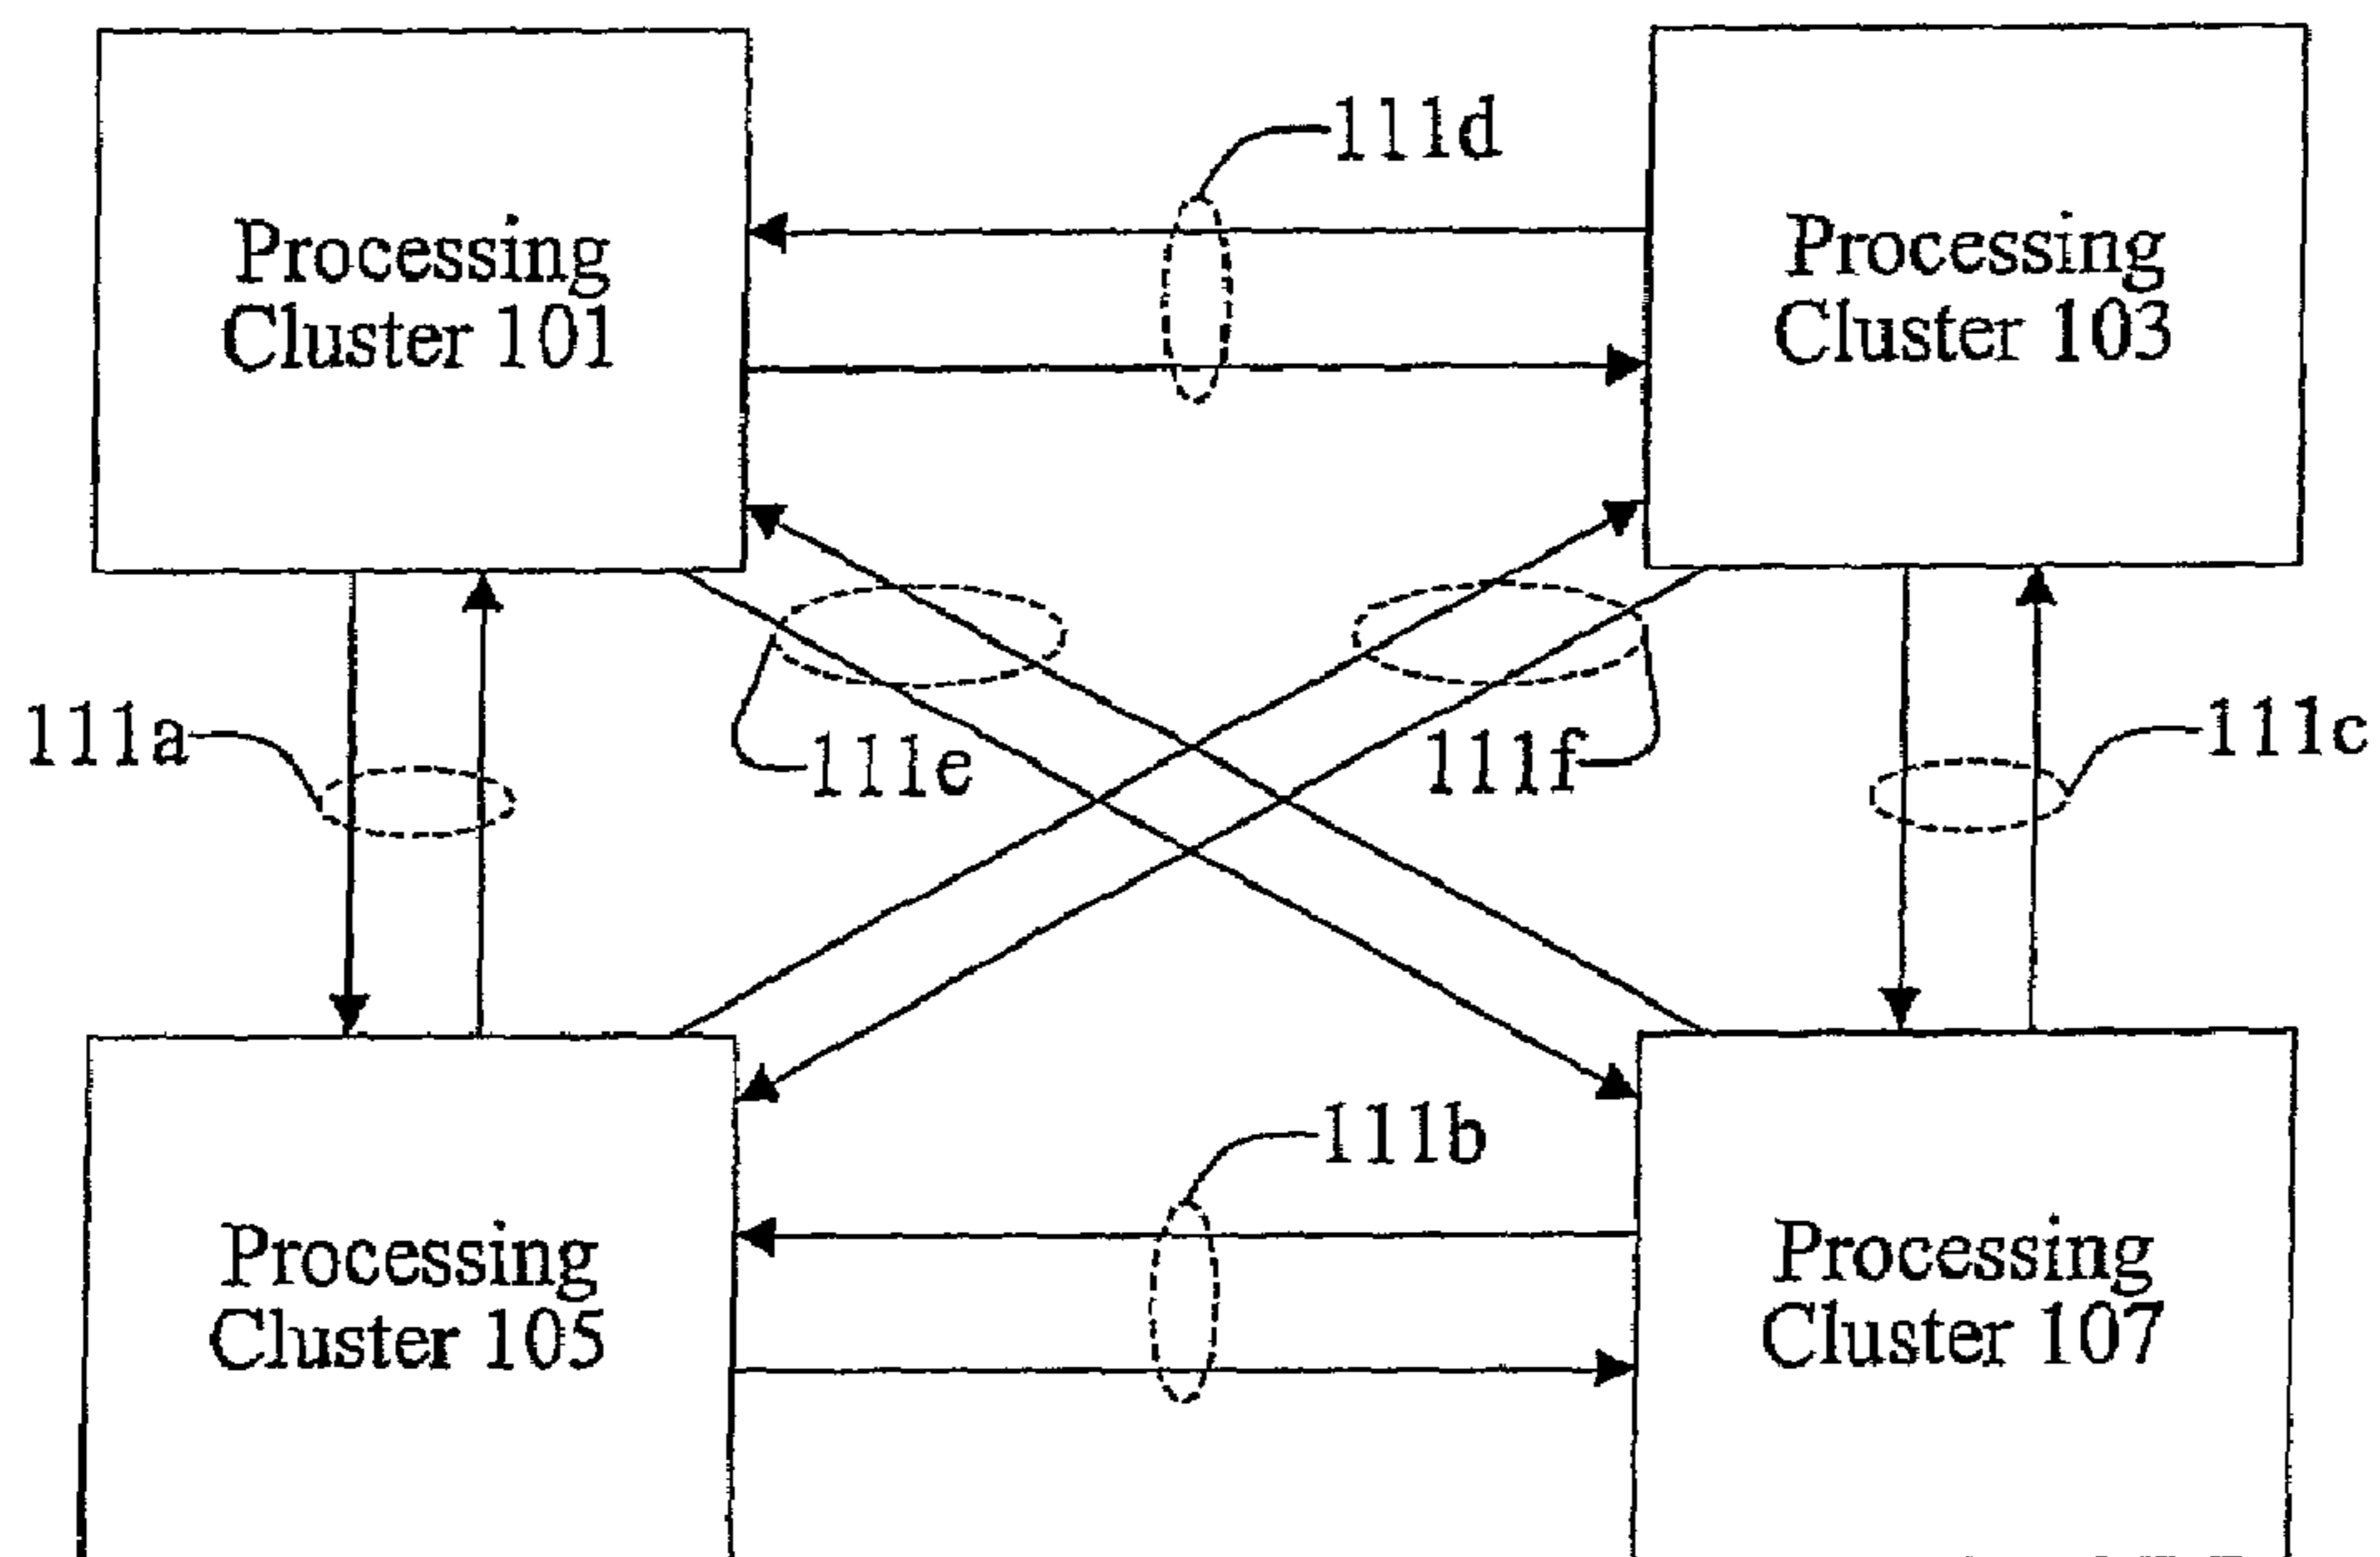 111d
Processing
Cluster 101
Processing
Cluster 103
111a
111e
111f
111c
111b
Processing
Cluster 105
Processing
Cluster 107